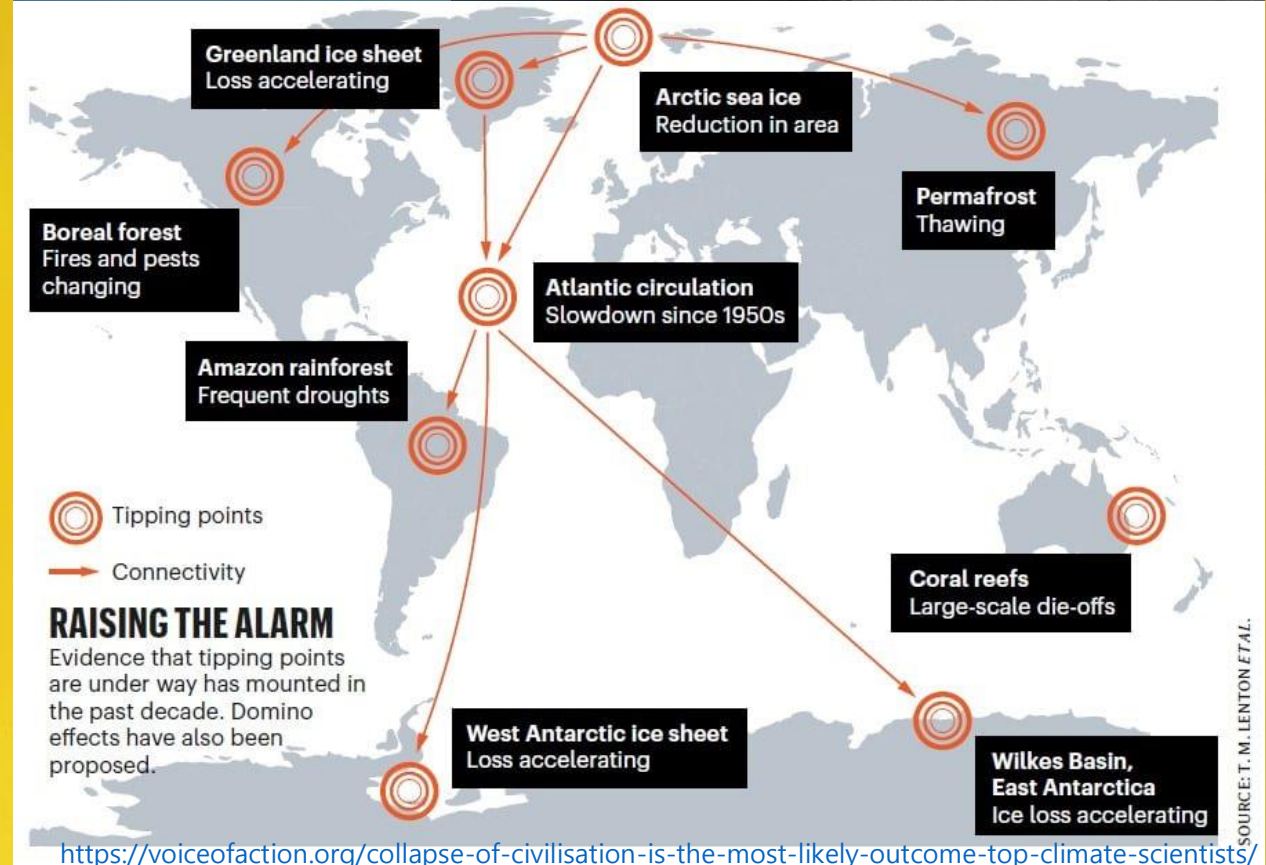 Greenland ice sheet
Loss accelerating
Arctic sea ice
Reduction in area
Permafrost
Thawing
Boreal forest
Fires and pests
changing
Atlantic circulation
Slowdown since 1950s
Amazon rainforest
Frequent droughts
Tipping points
Connectivity
Coral reefs
Large-scale die-offs
RAISING THE ALARM
Evidence that tipping points
are under way has mounted in
the past decade. Domino
effects have also been
proposed.
West Antarctic ice sheet
Loss accelerating
Wilkes Basin,
East Antarctica
Ice loss accelerating
SOURCE: T. M. LENTON ET AL.
https://voiceofaction.org/collapse-of-civilisation-is-the-most-likely-outcome-top-climate-scientists/